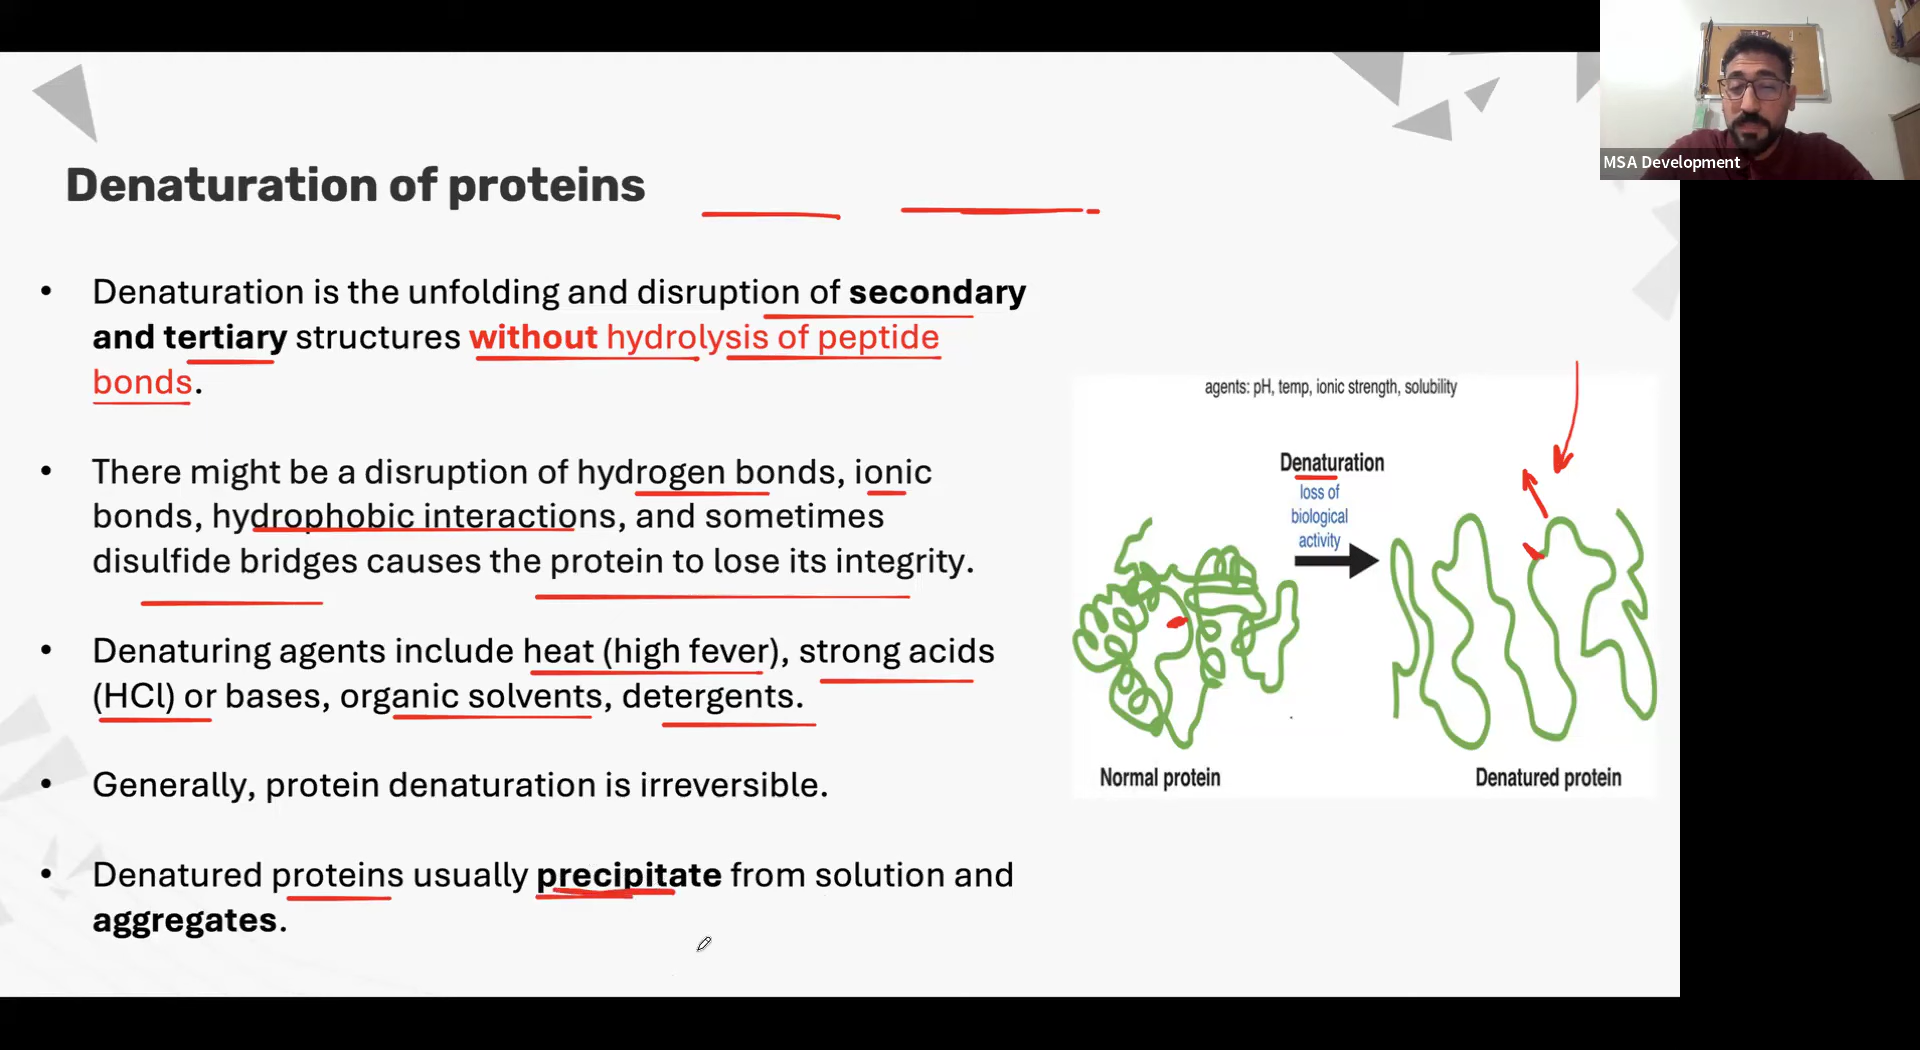 MSA Development
Denaturation of proteins
• Denaturation is the unfolding and disruption of secondary
and tertiary structures without hydrolysis of peptide
bonds.
• There might be a disruption of hydrogen bonds, ionic
bonds, hydrophobic interactions, and sometimes
disulfide bridges causes the protein to lose its integrity.
• Denaturing agents include heat (high fever), strong acids
(HCl) or bases, organic solvents, detergents.
• Generally, protein denaturation is irreversible.
• Denatured proteins usually precipitate from solution and
aggregates.
agents: pH, temp, ionic strength, solubility
Denaturation
loss of
biological
activity
Normal protein
Denatured protein